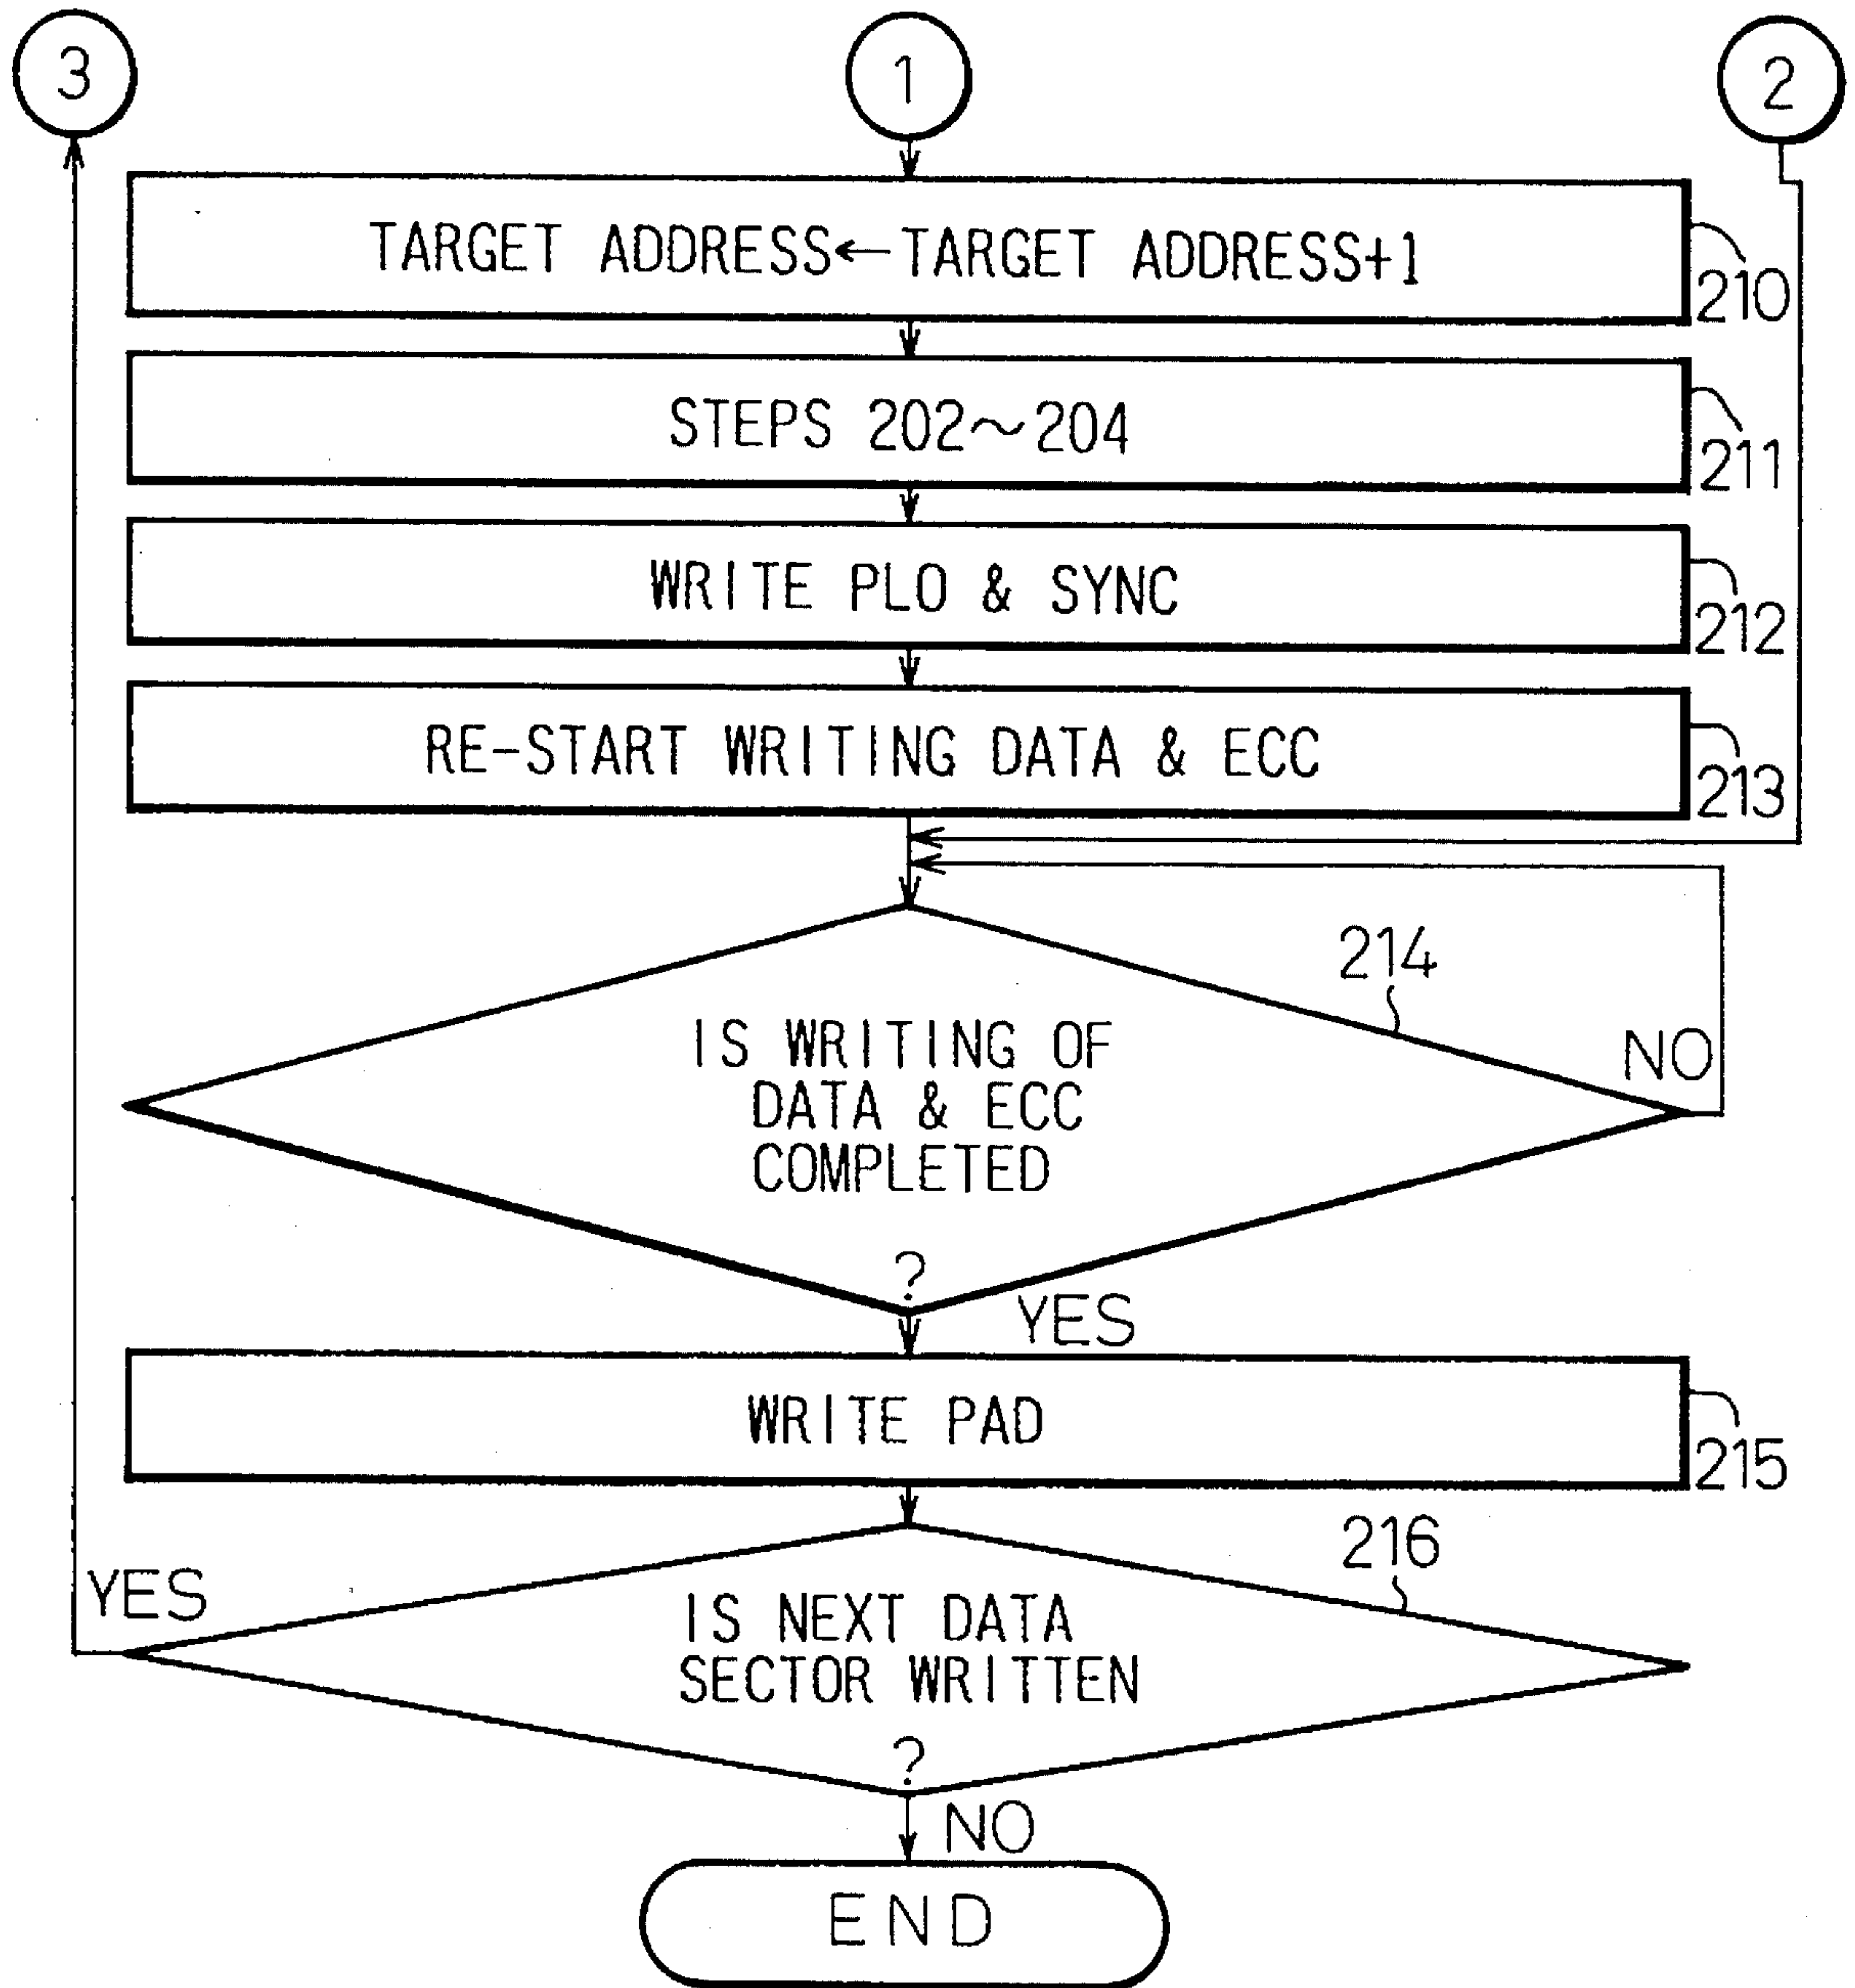 3
1
2
TARGET ADDRESS←TARGET ADDRESS+1
210
STEPS 202~204
211
WRITE PLO & SYNC
212
RE-START WRITING DATA & ECC
213
214
IS WRITING OF
DATA & ECC
COMPLETED
?
NO
YES
WRITE PAD
215
216
YES
IS NEXT DATA
SECTOR WRITTEN
?
NO
END